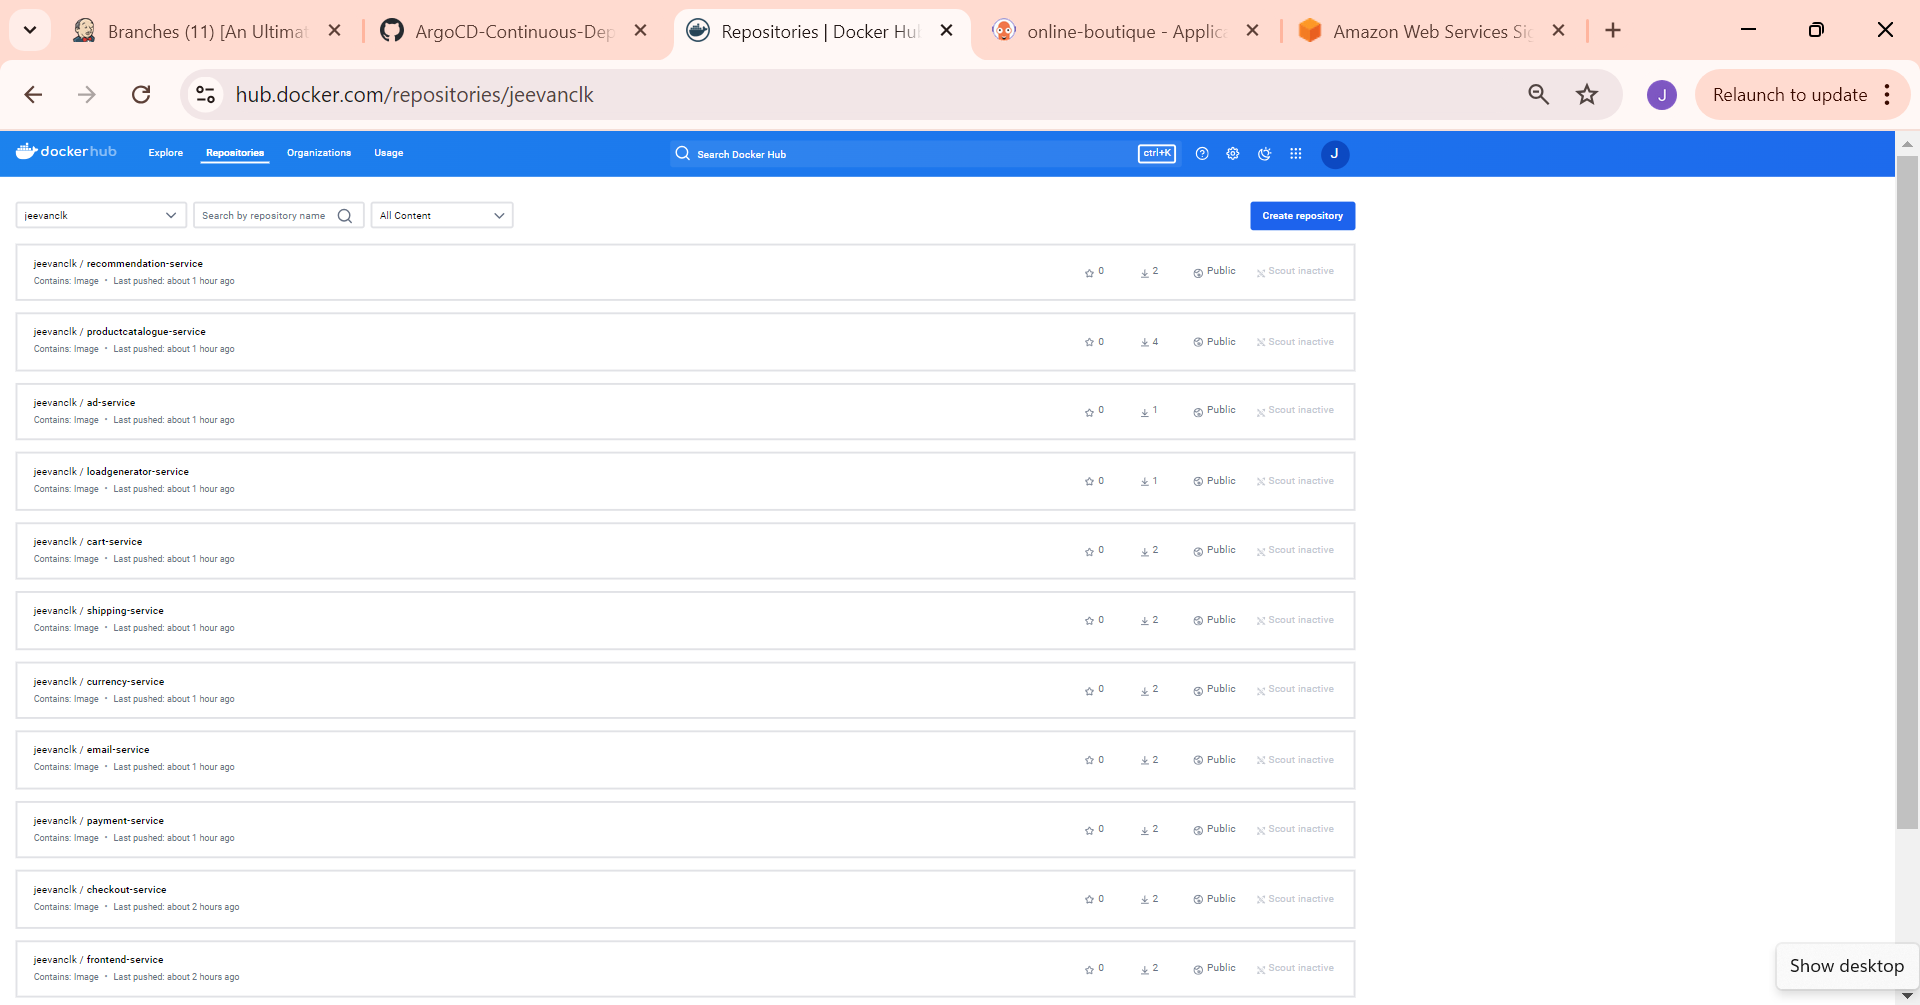 Branches (11) [An Ultimat
ArgoCD-Continuous-Dep
Repositories | Docker Hu
online-boutique - Applica
Amazon Web Services Sig
hub.docker.com/repositories/jeevanclk
J
Relaunch to update
dockerhub
Explore
Repositories
Organizations
Usage
Search Docker Hub
ctrl+K
J
jeevanclk
Search by repository name
All Content
Create repository
jeevanclk / recommendation-service
Contains: Image • Last pushed: about 1 hour ago
0 2 Public Scout inactive
jeevanclk / productcatalogue-service
Contains: Image • Last pushed: about 1 hour ago
0 4 Public Scout inactive
jeevanclk / ad-service
Contains: Image • Last pushed: about 1 hour ago
0 1 Public Scout inactive
jeevanclk / loadgenerator-service
Contains: Image • Last pushed: about 1 hour ago
0 1 Public Scout inactive
jeevanclk / cart-service
Contains: Image • Last pushed: about 1 hour ago
0 2 Public Scout inactive
jeevanclk / shipping-service
Contains: Image • Last pushed: about 1 hour ago
0 2 Public Scout inactive
jeevanclk / currency-service
Contains: Image • Last pushed: about 1 hour ago
0 2 Public Scout inactive
jeevanclk / email-service
Contains: Image • Last pushed: about 1 hour ago
0 2 Public Scout inactive
jeevanclk / payment-service
Contains: Image • Last pushed: about 1 hour ago
0 2 Public Scout inactive
jeevanclk / checkout-service
Contains: Image • Last pushed: about 2 hours ago
0 2 Public Scout inactive
jeevanclk / frontend-service
Contains: Image • Last pushed: about 2 hours ago
0 2 Public Scout inactive
Show desktop